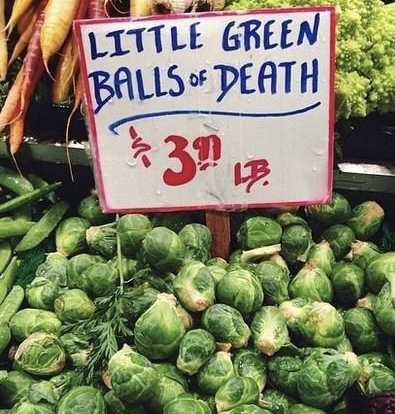 LITTLE GREEN
BALLS OF DEATH
$ 3.99 LB.